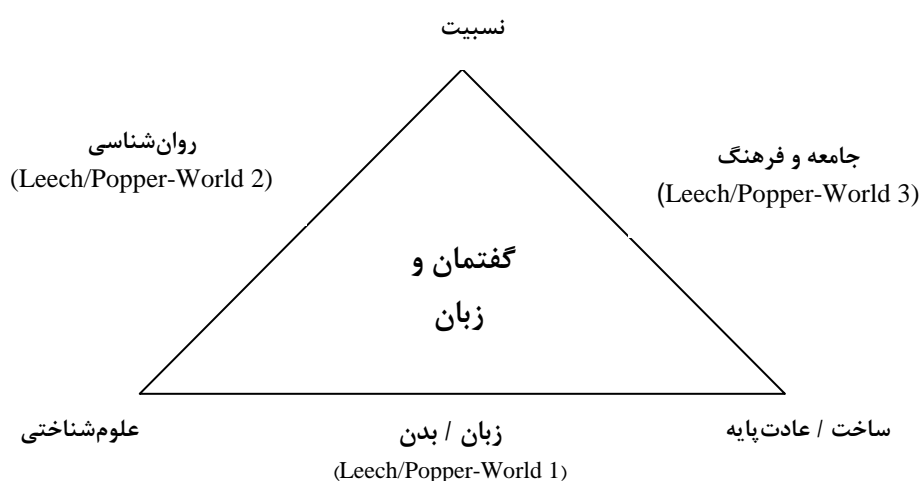 نسبیت
روان‌شناسی
(Leech/Popper-World 2)
جامعه و فرهنگ
(Leech/Popper-World 3)
گفتمان و
زبان
ساخت / عادت‌پایه
زبان / بدن
(Leech/Popper-World 1)
علوم‌شناختی